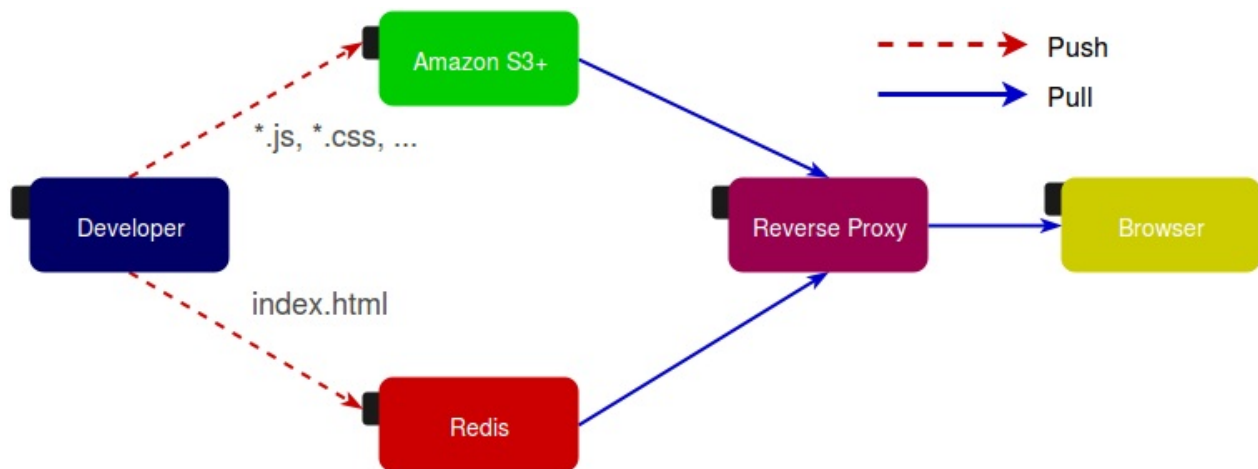 Amazon S3+
Push
Pull
*.js, *.css, ...
Developer
Reverse Proxy
Browser
index.html
Redis